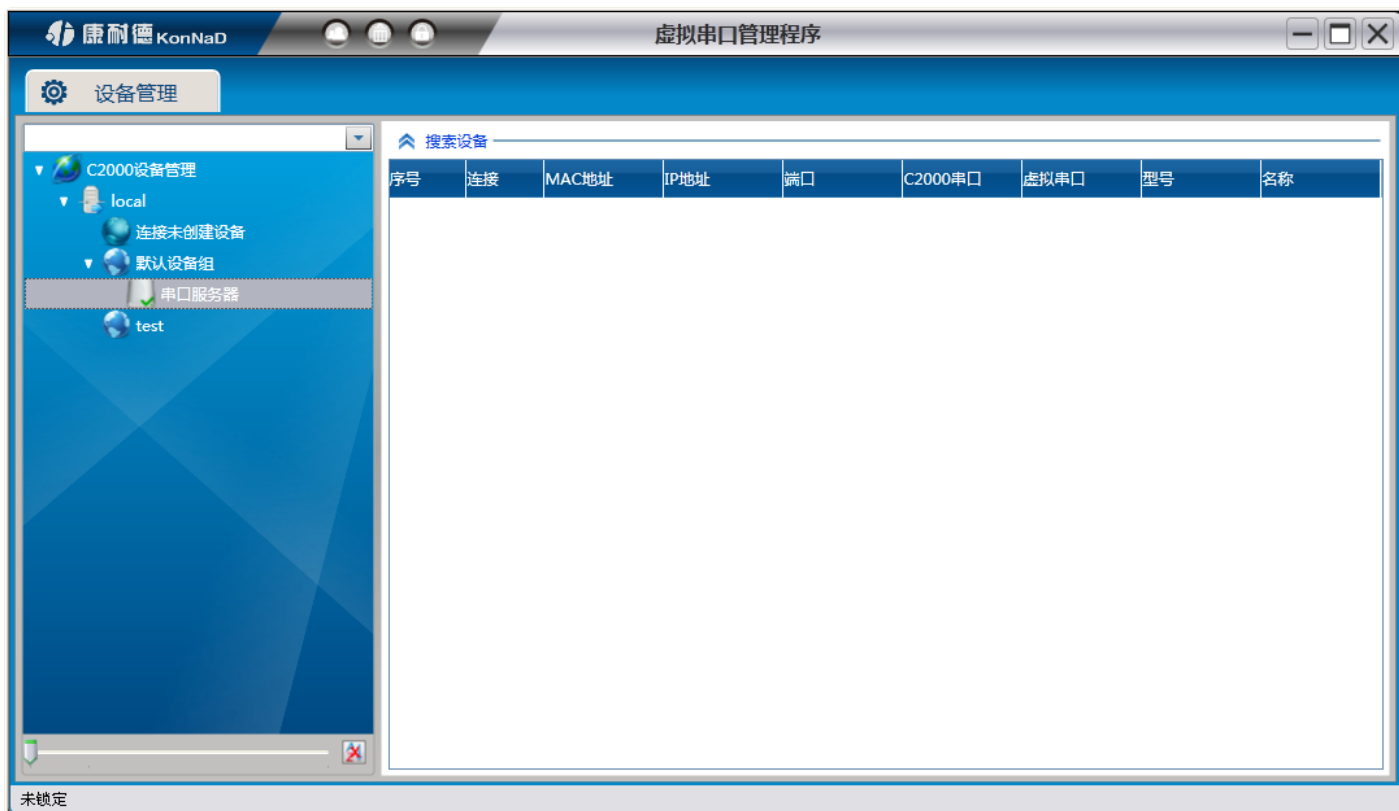 康耐德 KonNaD
虚拟串口管理程序
设备管理
C2000设备管理
local
连接未创建设备
默认设备组
串口服务器
test
搜索设备
序号 连接 MAC地址 IP地址 端口 C2000串口 虚拟串口 型号 名称
未锁定